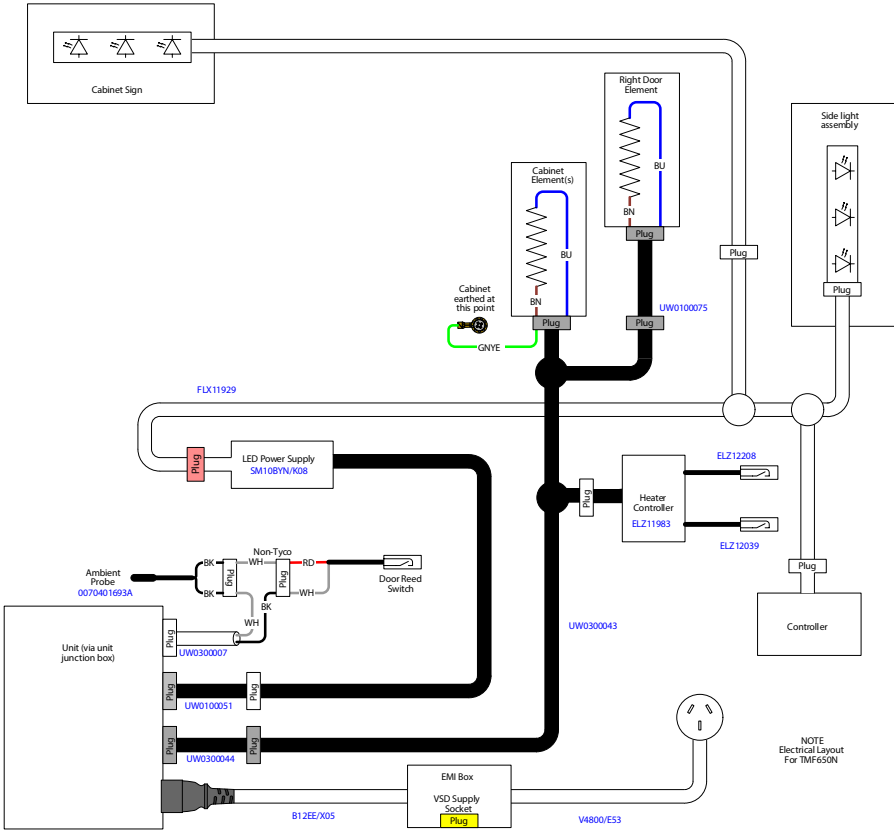 Cabinet Sign
Right Door
Element
BU
BN
Plug
Side light
assembly
Plug
Plug
Cabinet
Element(s)
BU
BN
Plug
Cabinet
earthed at
this point
GNYE
UW0100075
Plug
FLX11929
Plug
LED Power Supply
SM10BYN/K08
Plug
Heater
Controller
ELZ11983
ELZ12208
ELZ12039
Plug
Controller
Ambient
Probe
0070401693A
BK
BK
Plug
WH
WH
Non-Tyco
Plug
RD
WH
BK
Door Reed
Switch
Unit (via unit
junction box)
Plug
UW0300007
UW0300043
Plug
UW0100051
Plug
Plug
UW0300044
Plug
B12EE/X05
EMI Box
VSD Supply
Socket
Plug
V4800/E53
NOTE
Electrical Layout
For TMF650N